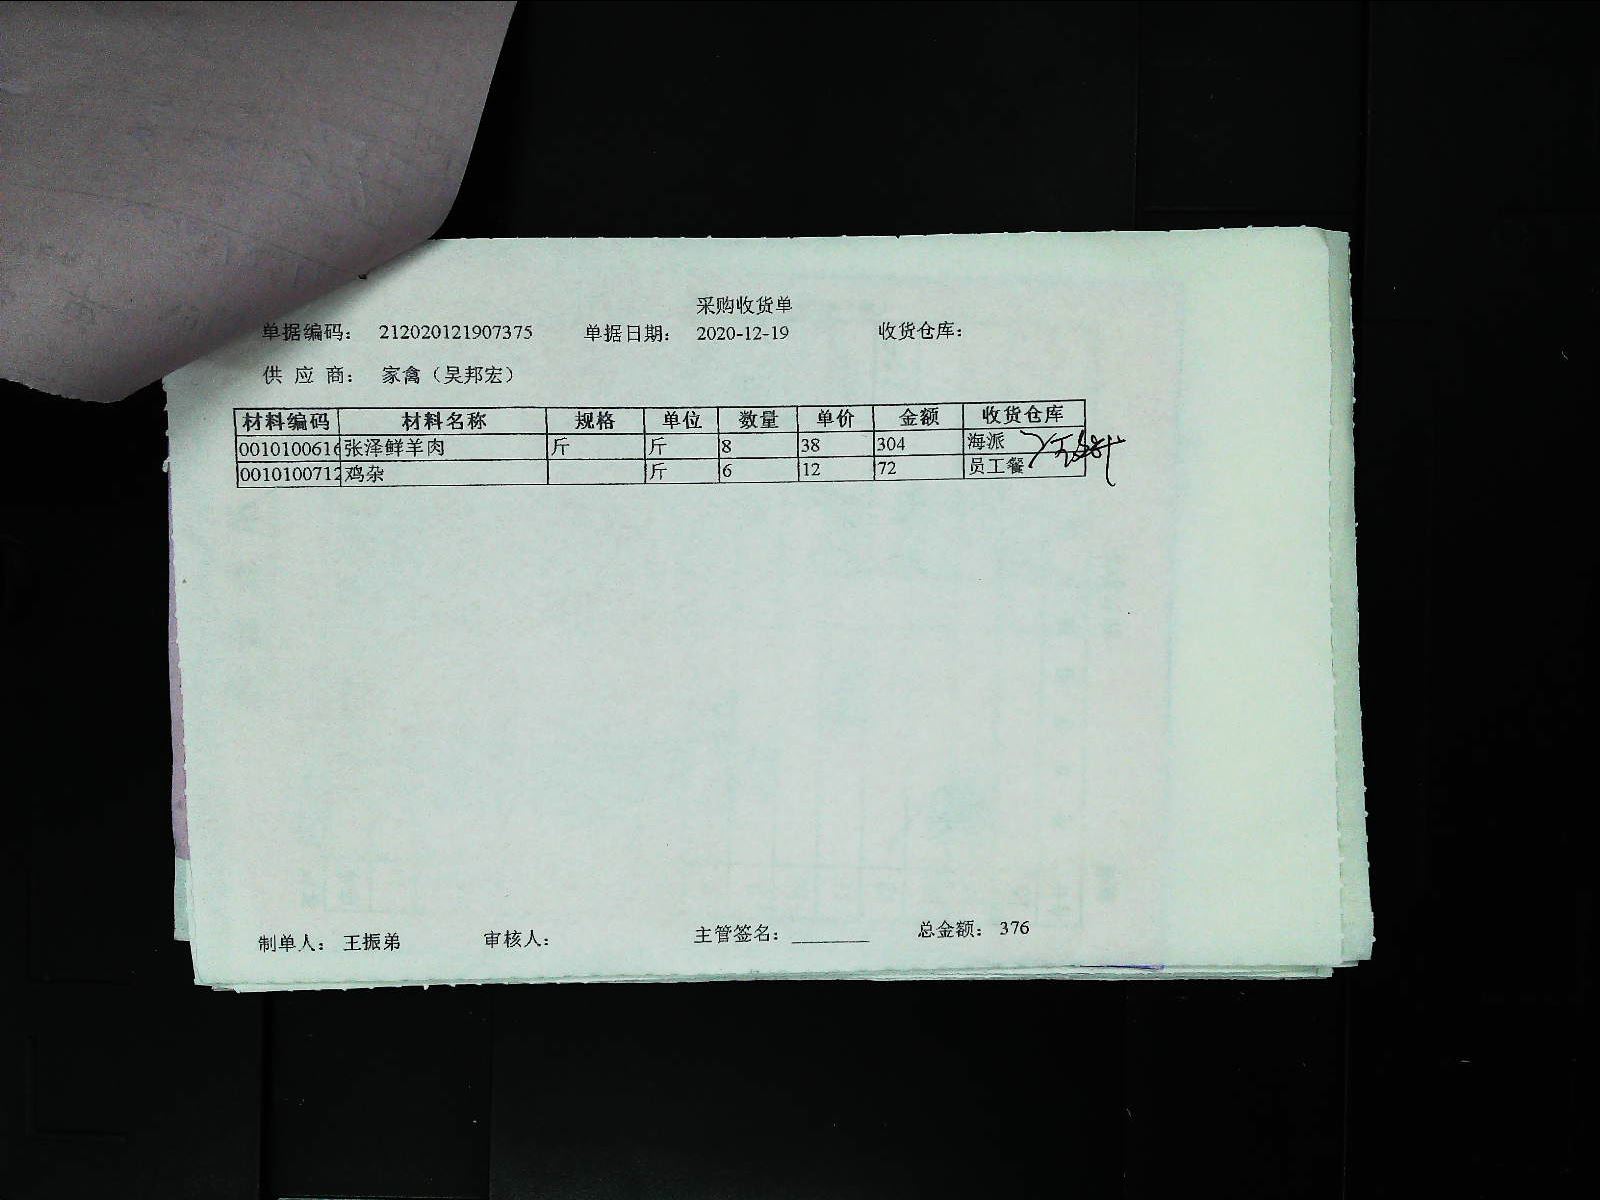 采购收货单
单据编码： 212020121907375 单据日期： 2020-12-19 收货仓库：
供 应 商： 家禽（吴邦宏）
材料编码 材料名称 规格 单位 数量 单价 金额 收货仓库
0010100616 张泽鲜羊肉 斤 斤 8 38 304 海派
0010100712 鸡杂 斤 6 12 72 员工餐
制单人： 王振弟 审核人： 主管签名： 总金额： 376